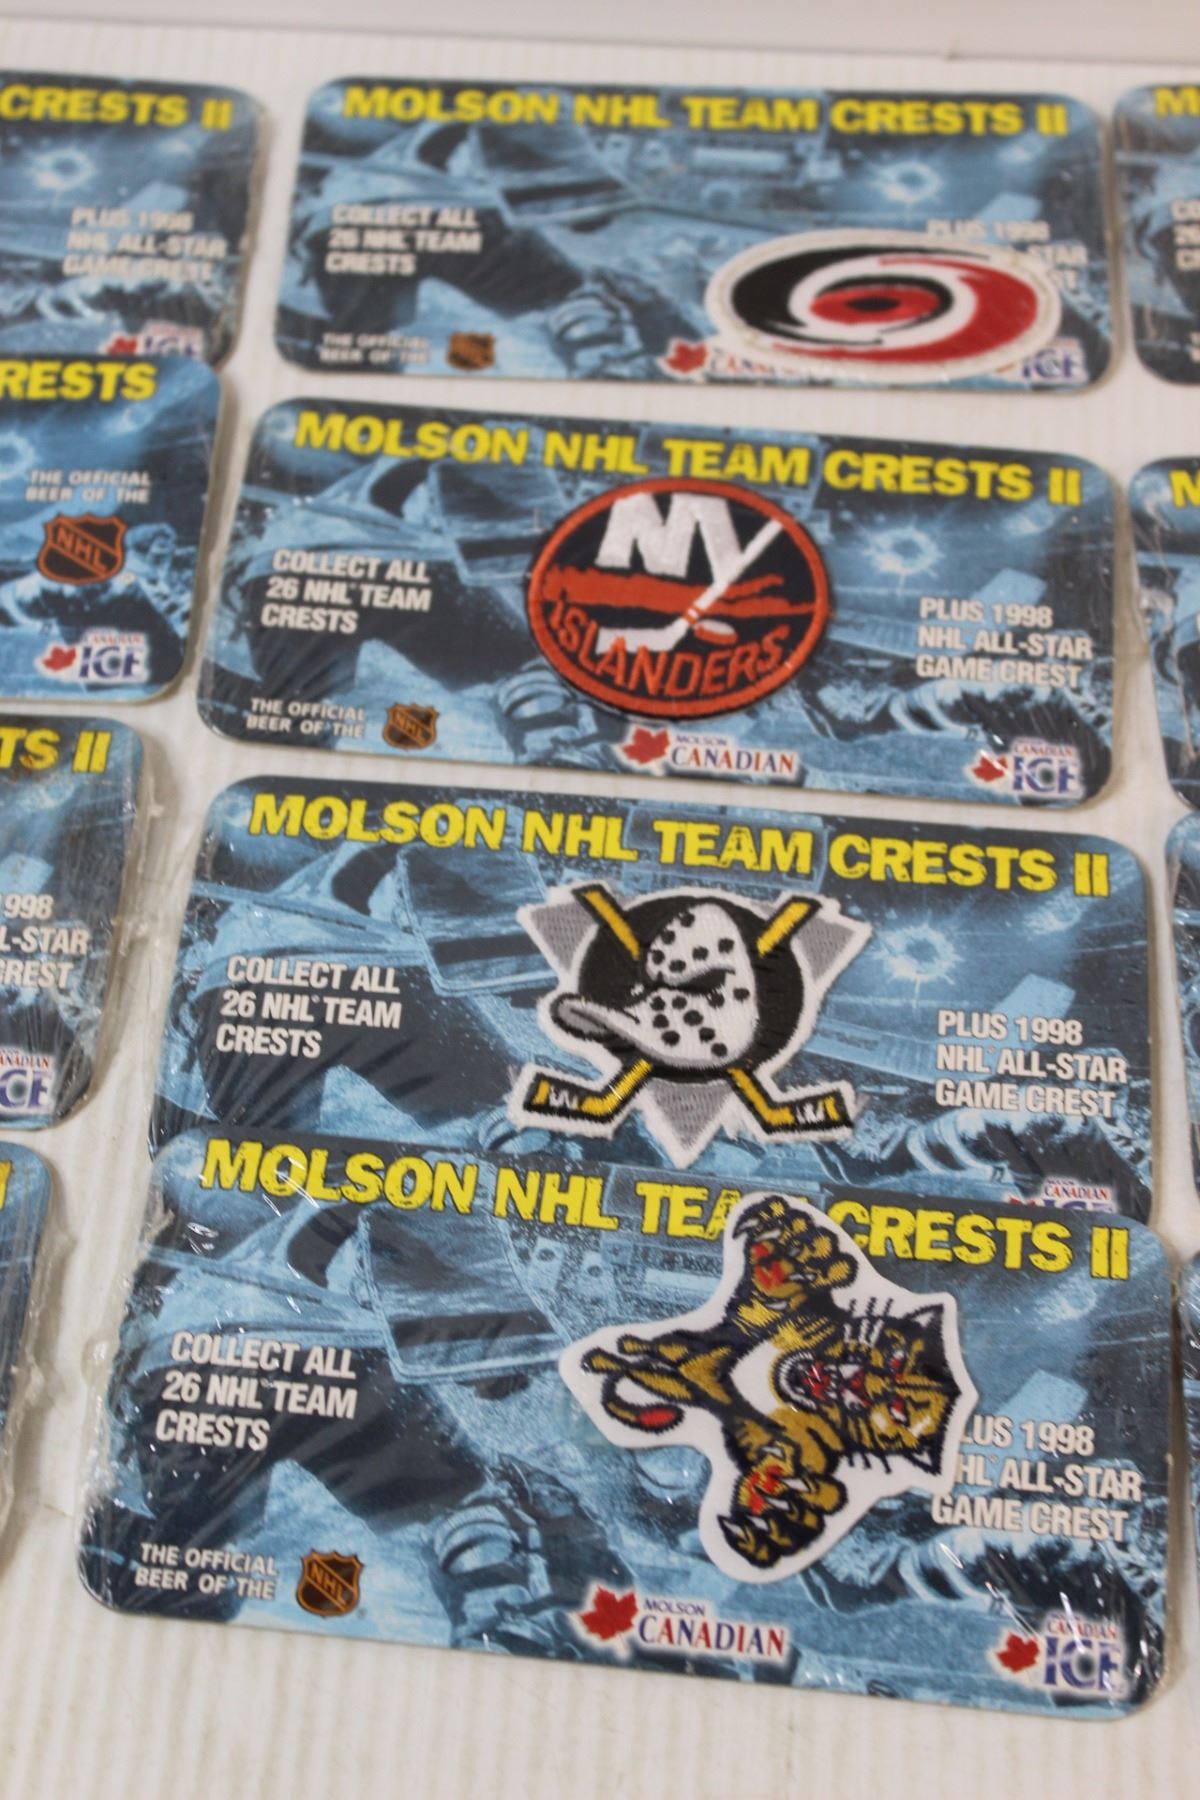 CRESTS II
PLUS 1998
NHL ALL-STAR
GAME CREST
ICE
MOLSON NHL TEAM CRESTS II
COLLECT ALL
26 NHL TEAM
CRESTS
PLUS 1998
STAR
THE OFFICIAL
BEER OF THE
ICE
RESTS
THE OFFICIAL
BEER OF THE
NHL
CANADIAN
ICE
MOLSON NHL TEAM CRESTS II
COLLECT ALL
26 NHL TEAM
CRESTS
NY
ISLANDERS
PLUS 1998
NHL ALL-STAR
GAME CREST
THE OFFICIAL
BEER OF THE
NHL
MOLSON
CANADIAN
CANADIAN
ICE
TS II
998
L-STAR
CREST
MOLSON NHL TEAM CRESTS II
COLLECT ALL
26 NHL TEAM
CRESTS
PLUS 1998
NHL ALL-STAR
GAME CREST
CANADIAN
MOLSON NHL TEA CRESTS II
COLLECT ALL
26 NHL TEAM
CRESTS
LUS 1998
HL ALL-STAR
GAME CREST
THE OFFICIAL
BEER OF THE
NHL
MOLSON
CANADIAN
CANADIAN
ICE